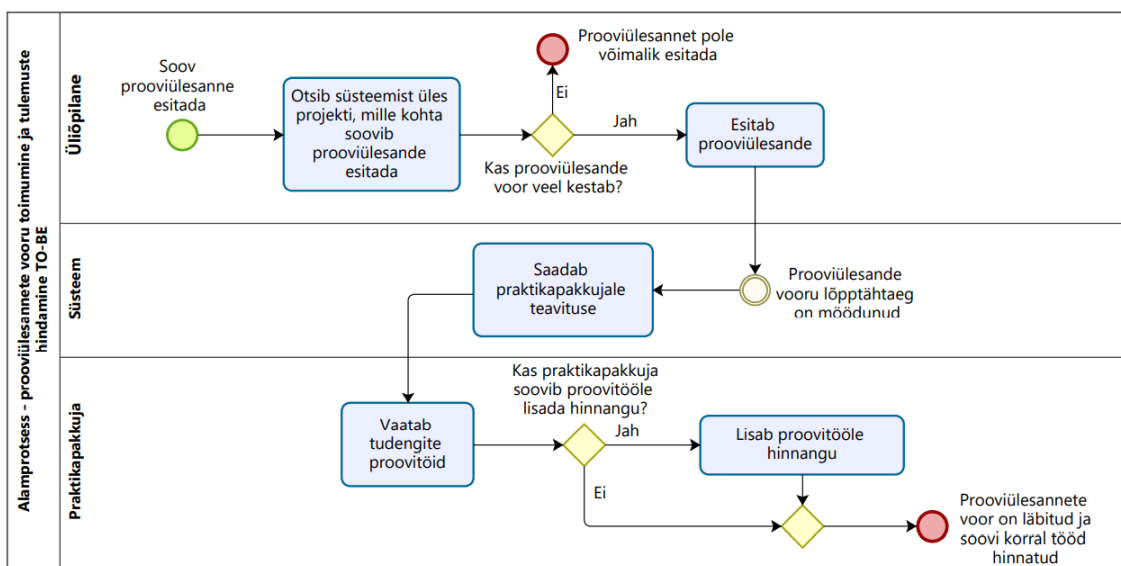 Alamprotsess - prooviülesannete vooru toimumine ja tulemuste
hindamine TO-BE
Üliõpilane
Soov
prooviülesanne
esitada
Otsib süsteemist üles
projekti, mille kohta
soovib
prooviülesande
esitada
Prooviülesannet pole
võimalik esitada
Ei
Jah
Kas prooviülesande
voor veel kestab?
Esitab
prooviülesande
Süsteem
Saadab
praktikapakkujale
teavituse
Prooviülesande
vooru lõpptähtaeg
on möödunud
Praktikapakkuja
Vaatab
tudengite
proovitöid
Kas praktikapakkuja
soovib proovitööle
lisada hinnangu?
Jah
Ei
Lisab proovitööle
hinnangu
Prooviülesannete
voor on läbitud ja
soovi korral tööd
hinnatud